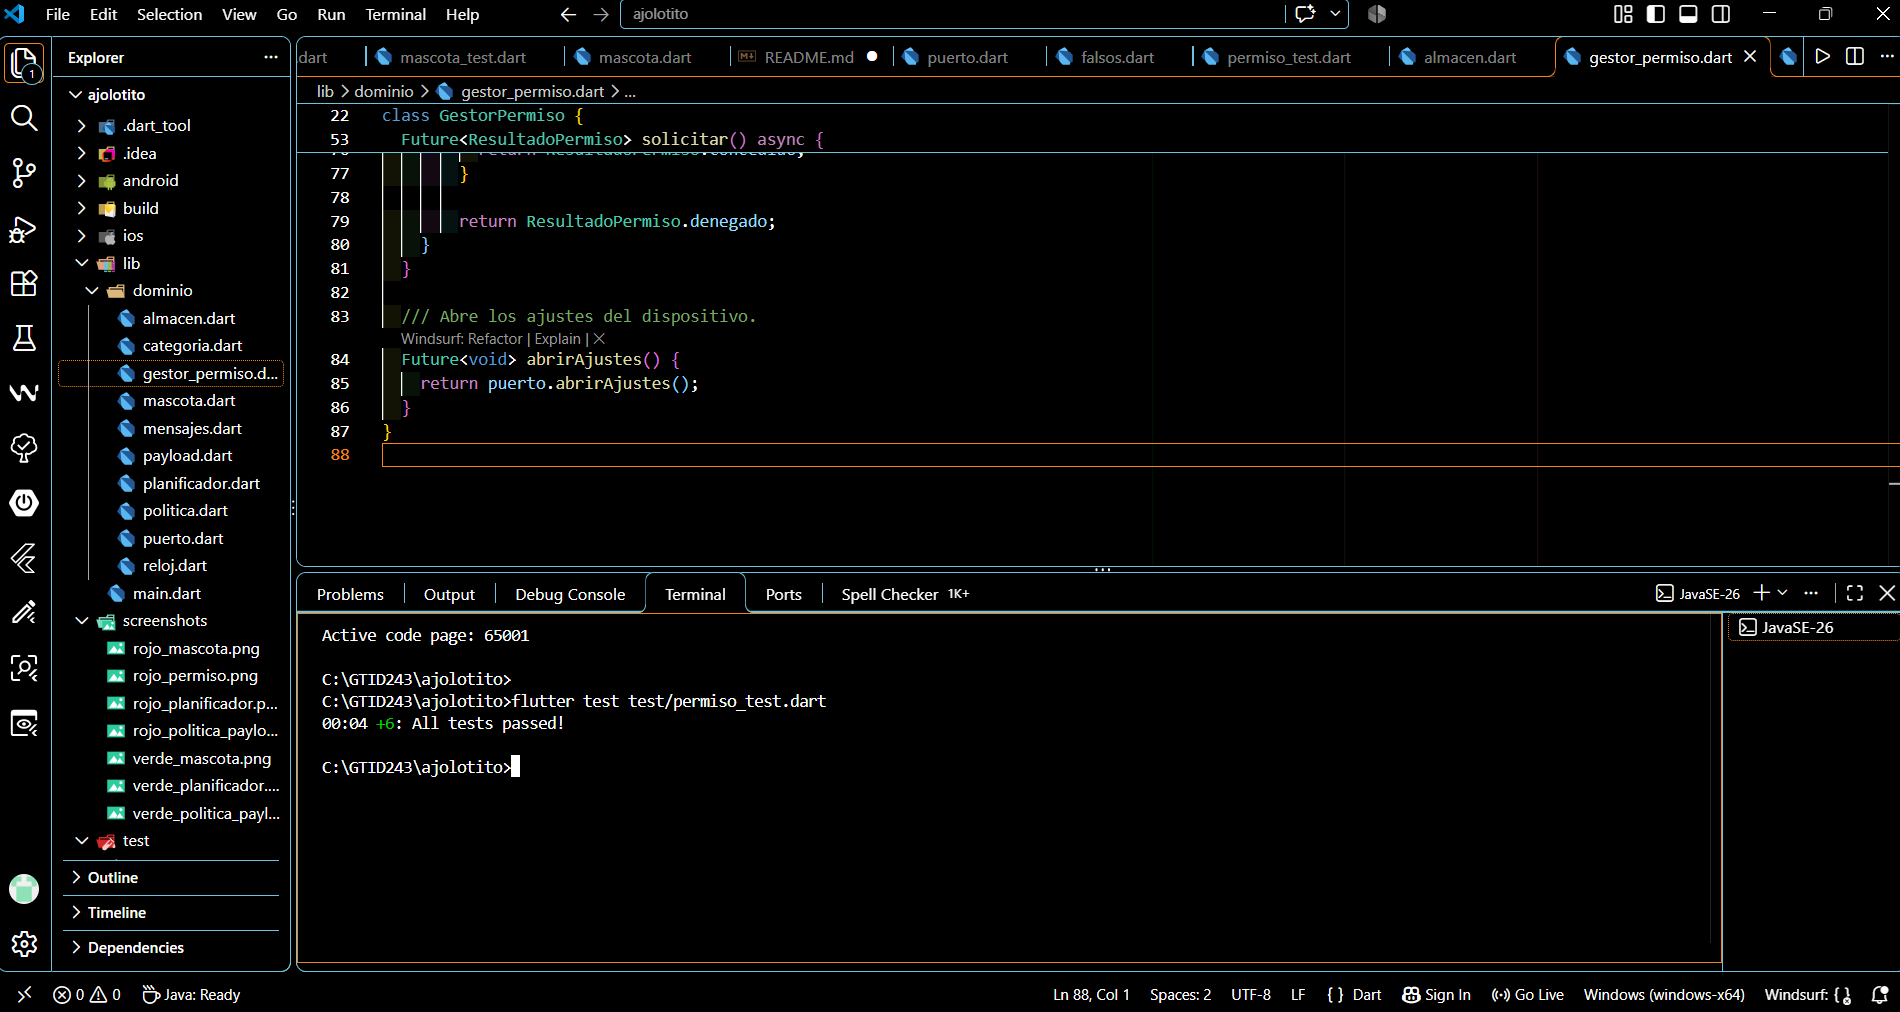 File Edit Selection View Go Run Terminal Help
ajolotito
1
Explorer
dart
mascota_test.dart
mascota.dart
README.md
puerto.dart
falsos.dart
permiso_test.dart
almacen.dart
gestor_permiso.dart
lib > dominio > gestor_permiso.dart > ...
ajolotito
.dart_tool
.idea
android
build
ios
lib
dominio
almacen.dart
categoria.dart
gestor_permiso.d...
mascota.dart
mensajes.dart
payload.dart
planificador.dart
politica.dart
puerto.dart
reloj.dart
main.dart
screenshots
rojo_mascota.png
rojo_permiso.png
rojo_planificador.p...
rojo_politica_paylo...
verde_mascota.png
verde_planificador....
verde_politica_payl...
test
Outline
Timeline
Dependencies
22 class GestorPermiso {
53 Future<ResultadoPermiso> solicitar() async {
77 }
78
79 return ResultadoPermiso.denegado;
80 }
81 }
82
83 /// Abre los ajustes del dispositivo.
Windsurf: Refactor | Explain | ×
84 Future<void> abrirAjustes() {
85 return puerto.abrirAjustes();
86 }
87 }
88
Problems Output Debug Console Terminal Ports Spell Checker 1K+
JavaSE-26
JavaSE-26
Active code page: 65001
C:\GTID243\ajolotito>
C:\GTID243\ajolotito>flutter test test/permiso_test.dart
00:04 +6: All tests passed!
C:\GTID243\ajolotito>
0 0 Java: Ready
Ln 88, Col 1 Spaces: 2 UTF-8 LF {} Dart Sign In Go Live Windows (windows-x64) Windsurf: {}